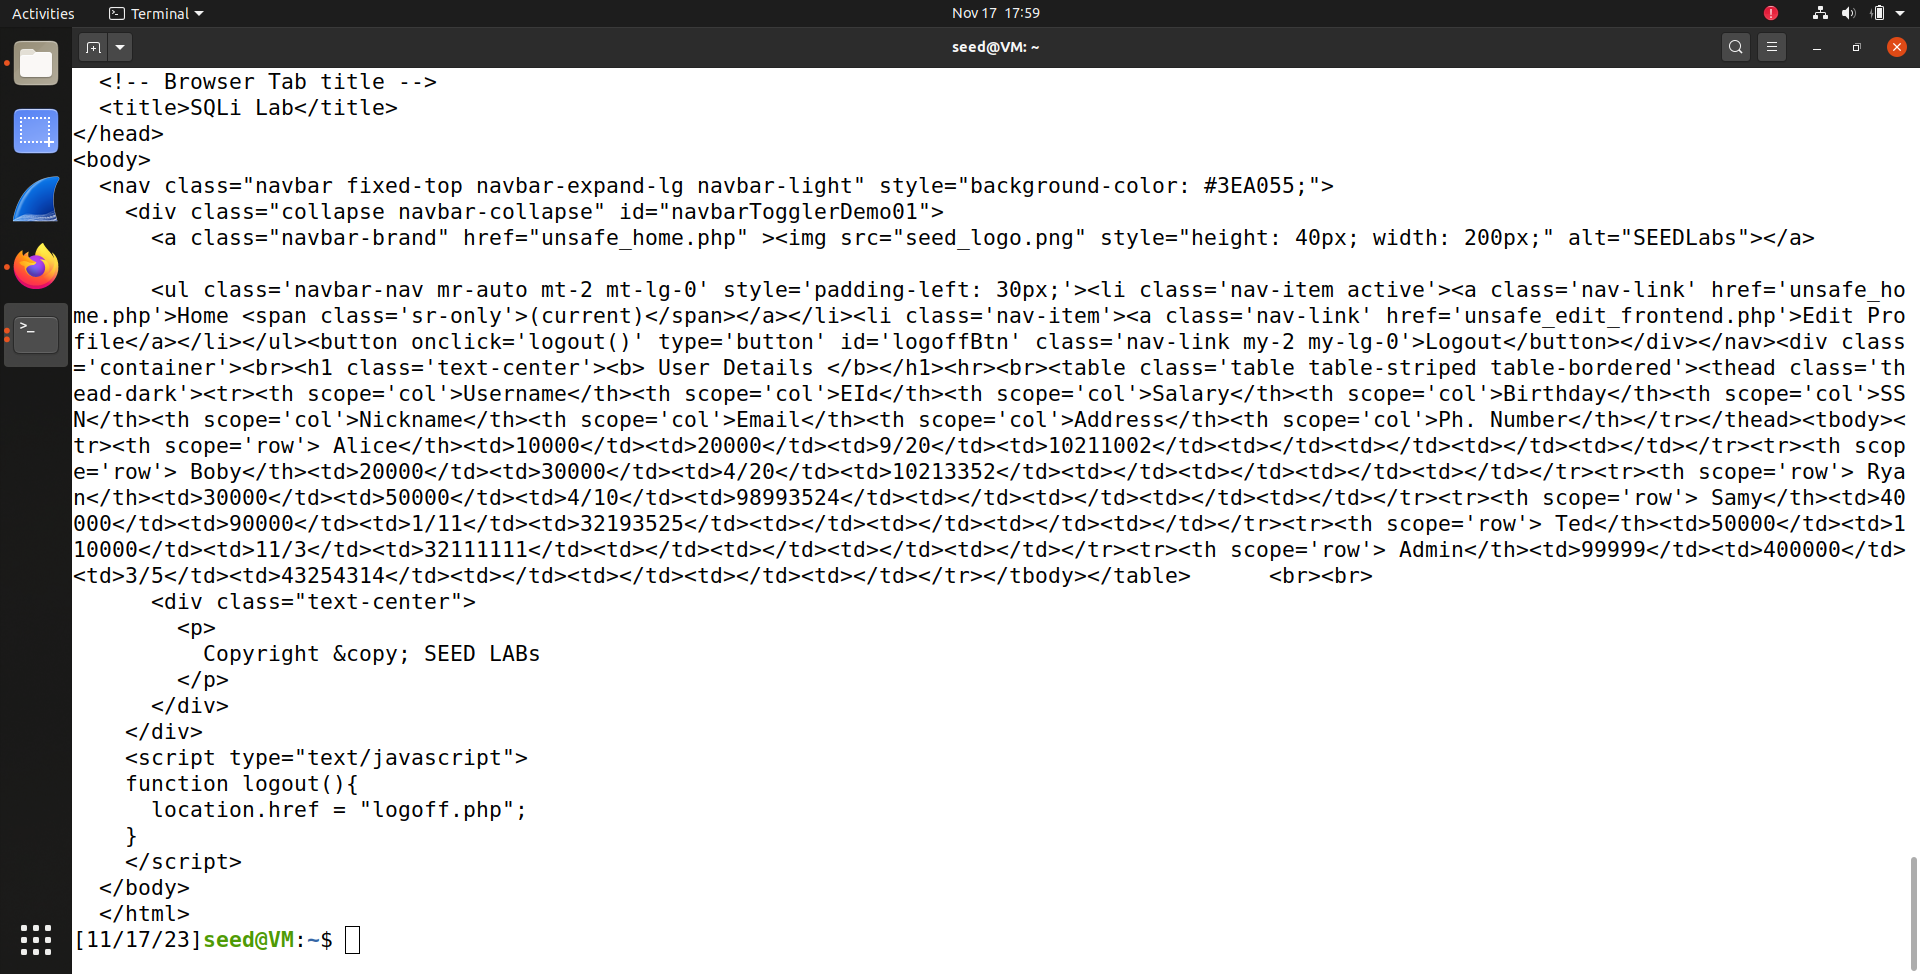 Activities
Terminal
Nov 17 17:59
seed@VM: ~
<!-- Browser Tab title -->
<title>SQLi Lab</title>
</head>
<body>
<nav class="navbar fixed-top navbar-expand-lg navbar-light" style="background-color: #3EA055;">
<div class="collapse navbar-collapse" id="navbarTogglerDemo01">
<a class="navbar-brand" href="unsafe_home.php" ><img src="seed_logo.png" style="height: 40px; width: 200px;" alt="SEEDLabs"></a>
<ul class='navbar-nav mr-auto mt-2 mt-lg-0' style='padding-left: 30px;'><li class='nav-item active'><a class='nav-link' href='unsafe_ho
me.php'>Home <span class='sr-only'>(current)</span></a></li><li class='nav-item'><a class='nav-link' href='unsafe_edit_frontend.php'>Edit Pro
file</a></li></ul><button onclick='logout()' type='button' id='logoffBtn' class='nav-link my-2 my-lg-0'>Logout</button></div></nav><div class
='container'><br><h1 class='text-center'><b> User Details </b></h1><hr><br><table class='table table-striped table-bordered'><thead class='th
ead-dark'><tr><th scope='col'>Username</th><th scope='col'>EId</th><th scope='col'>Salary</th><th scope='col'>Birthday</th><th scope='col'>SS
N</th><th scope='col'>Nickname</th><th scope='col'>Email</th><th scope='col'>Address</th><th scope='col'>Ph. Number</th></tr></thead><tbody><
tr><th scope='row'> Alice</th><td>10000</td><td>20000</td><td>9/20</td><td>10211002</td><td></td><td></td><td></td><td></td></tr><tr><th scop
e='row'> Boby</th><td>20000</td><td>30000</td><td>4/20</td><td>10213352</td><td></td><td></td><td></td><td></td></tr><tr><th scope='row'> Rya
n</th><td>30000</td><td>50000</td><td>4/10</td><td>98993524</td><td></td><td></td><td></td><td></td></tr><tr><th scope='row'> Samy</th><td>40
000</td><td>90000</td><td>1/11</td><td>32193525</td><td></td><td></td><td></td><td></td></tr><tr><th scope='row'> Ted</th><td>50000</td><td>1
10000</td><td>11/3</td><td>32111111</td><td></td><td></td><td></td><td></td></tr><tr><th scope='row'> Admin</th><td>99999</td><td>400000</td>
<td>3/5</td><td>43254314</td><td></td><td></td><td></td><td></td></tr></tbody></table>      <br><br>
<div class="text-center">
<p>
Copyright &copy; SEED LABs
</p>
</div>
</div>
<script type="text/javascript">
function logout(){
location.href = "logoff.php";
}
</script>
</body>
</html>
[11/17/23]seed@VM:~$